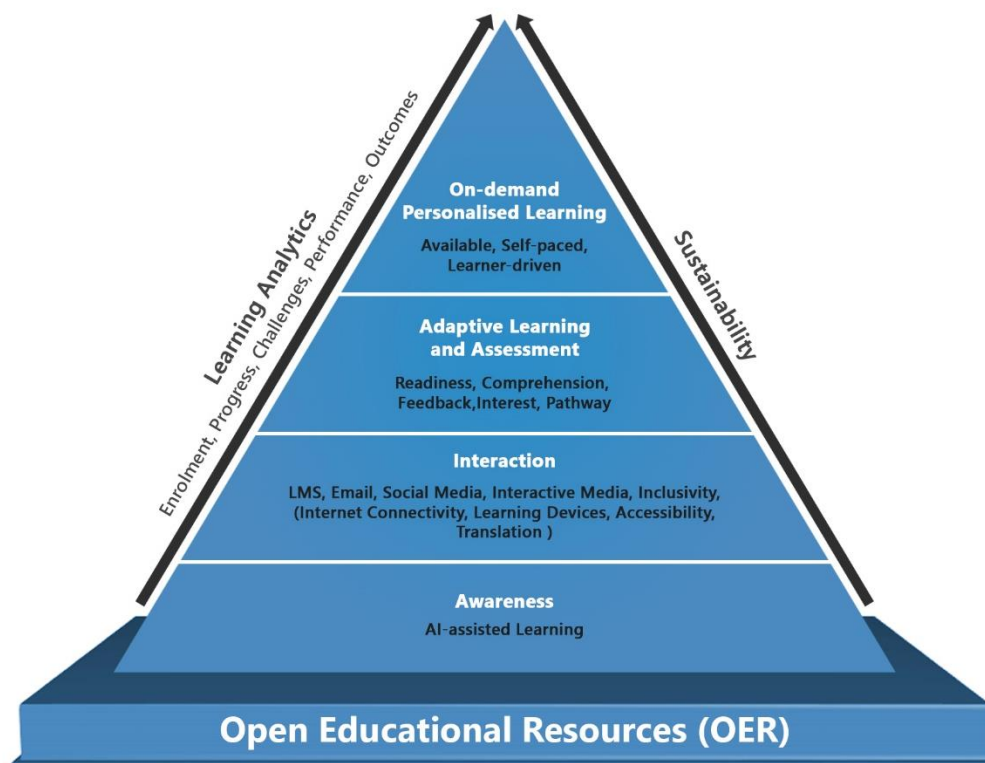 Learning Analytics
Enrolment, Progress, Challenges, Performance, Outcomes
Sustainability
On-demand
Personalised Learning
Available, Self-paced,
Learner-driven
Adaptive Learning
and Assessment
Readiness, Comprehension,
Feedback,Interest, Pathway
Interaction
LMS, Email, Social Media, Interactive Media, Inclusivity,
(Internet Connectivity, Learning Devices, Accessibility,
Translation )
Awareness
AI-assisted Learning
Open Educational Resources (OER)